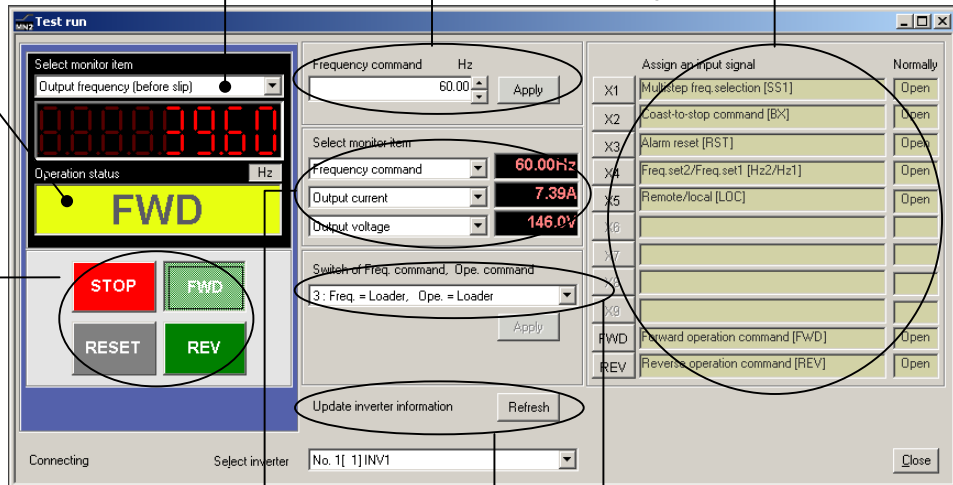 MN2 Test run
Select monitor item
Output frequency (before slip)
39.60
Operation status
Hz
FWD
STOP
FWD
RESET
REV
Frequency command Hz
60.00
Apply
Select monitor item
Frequency command 60.00Hz
Output current 7.39A
Output voltage 146.0V
Switch of Freq. command, Ope. command
3 : Freq. = Loader, Ope. = Loader
Apply
Update inverter information
Refresh
Assign an input signal Normally
X1 Multistep freq.selection [SS1] Open
X2 Coast-to-stop command [BX] Open
X3 Alarm reset [RST] Open
X4 Freq.set2/Freq.set1 [Hz2/Hz1] Open
X5 Remote/local [LOC] Open
X6
X7
X8
X9
FWD Forward operation command [FWD] Open
REV Reverse operation command [REV] Open
Connecting
Select inverter
No. 1[ 1] INV1
Close